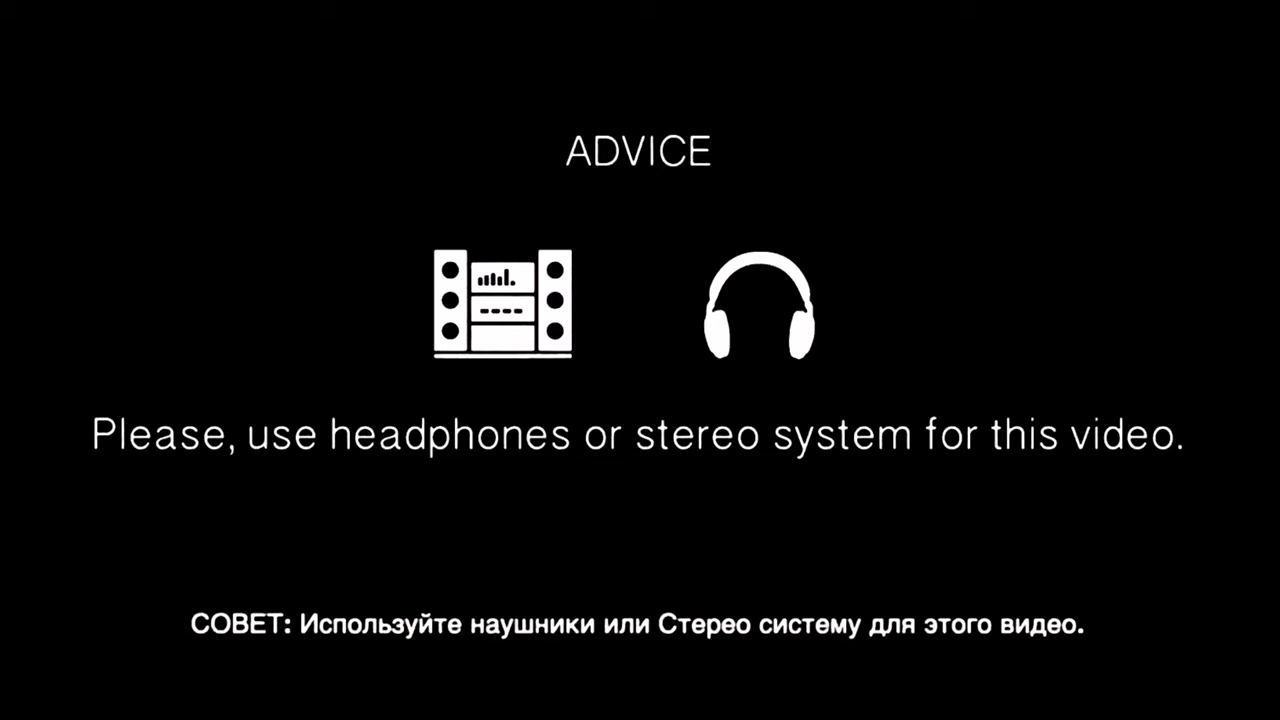 ADVICE
Please, use headphones or stereo system for this video.
СОВЕТ: Используйте наушники или Стерео систему для этого видео.